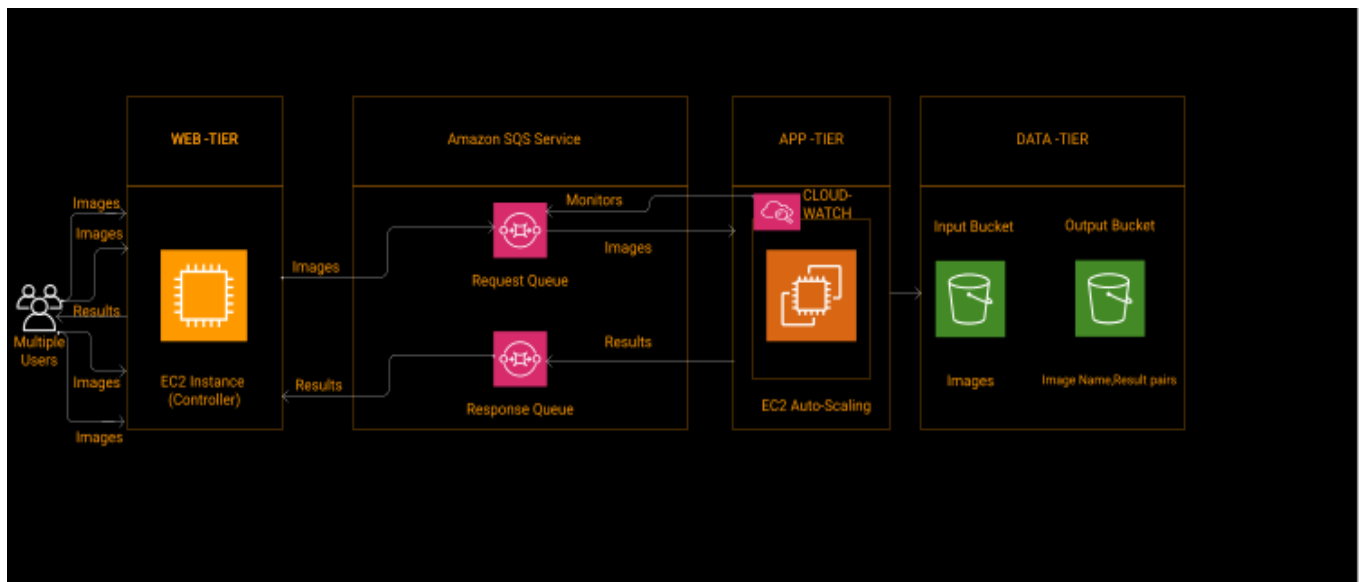 WEB -TIER
Amazon SQS Service
APP -TIER
DATA -TIER
Images
Images
Results
Multiple
Users
Images
Images
EC2 Instance
(Controller)
Images
Results
Monitors
Images
Request Queue
Results
Response Queue
CLOUD-
WATCH
EC2 Auto-Scaling
Input Bucket
Output Bucket
Images
Image Name,Result pairs